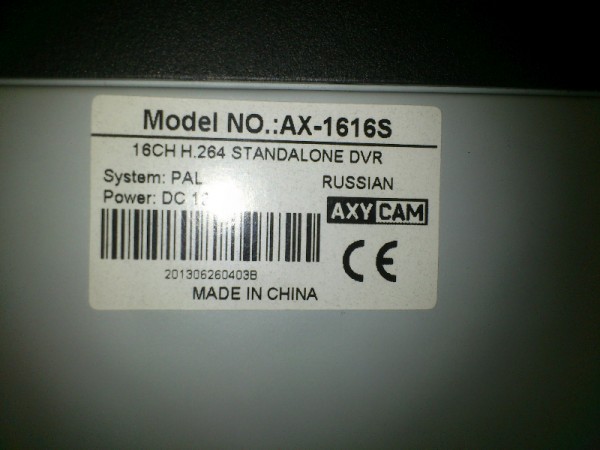 Model NO.:AX-1616S
16CH H.264 STANDALONE DVR
System: PAL RUSSIAN
Power: DC
AXYCAM
CE
201306260403B
MADE IN CHINA